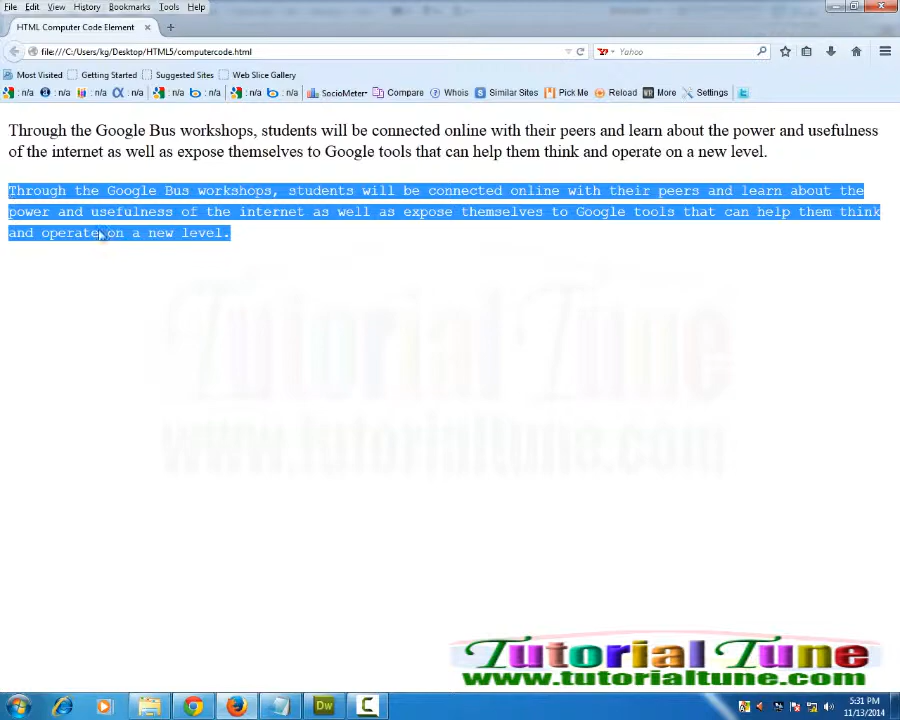 File Edit View History Bookmarks Tools Help
HTML Computer Code Element
file:///C:/Users/kg/Desktop/HTML5/computercode.html Yahoo
Most Visited Getting Started Suggested Sites Web Slice Gallery
: n/a : n/a : n/a : n/a : n/a : n/a : n/a : n/a SocioMeter Compare Whois Similar Sites Pick Me Reload More Settings
Through the Google Bus workshops, students will be connected online with their peers and learn about the power and usefulness
of the internet as well as expose themselves to Google tools that can help them think and operate on a new level.
Through the Google Bus workshops, students will be connected online with their peers and learn about the
power and usefulness of the internet as well as expose themselves to Google tools that can help them think
and operate on a new level.
Tutorial Tune
www.tutorialtune.com
Tutorial Tune
www.tutorialtune.com
Dw
5:31 PM
11/13/2014